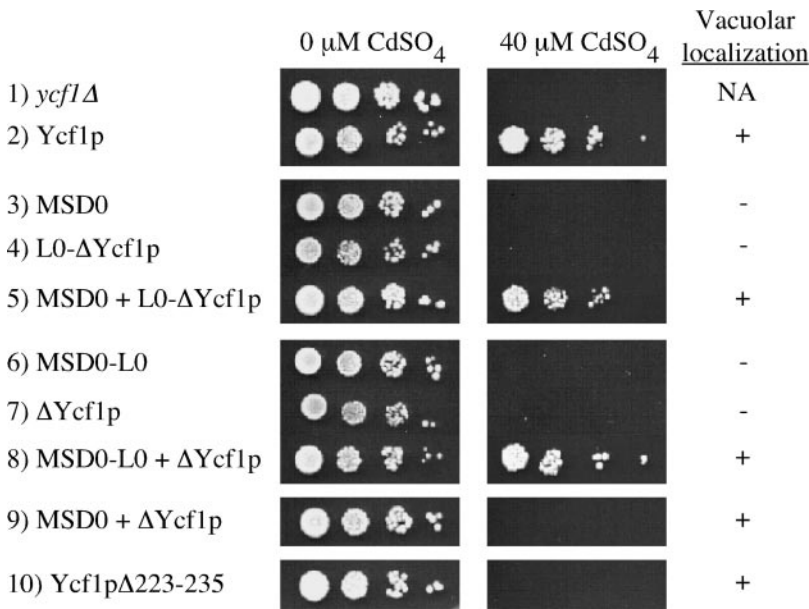 0 μM CdSO4 40 μM CdSO4 Vacuolar localization
1) ycf1Δ NA
2) Ycf1p +
3) MSD0 -
4) L0-ΔYcf1p -
5) MSD0 + L0-ΔYcf1p +
6) MSD0-L0 -
7) ΔYcf1p -
8) MSD0-L0 + ΔYcf1p +
9) MSD0 + ΔYcf1p +
10) Ycf1pΔ223-235 +